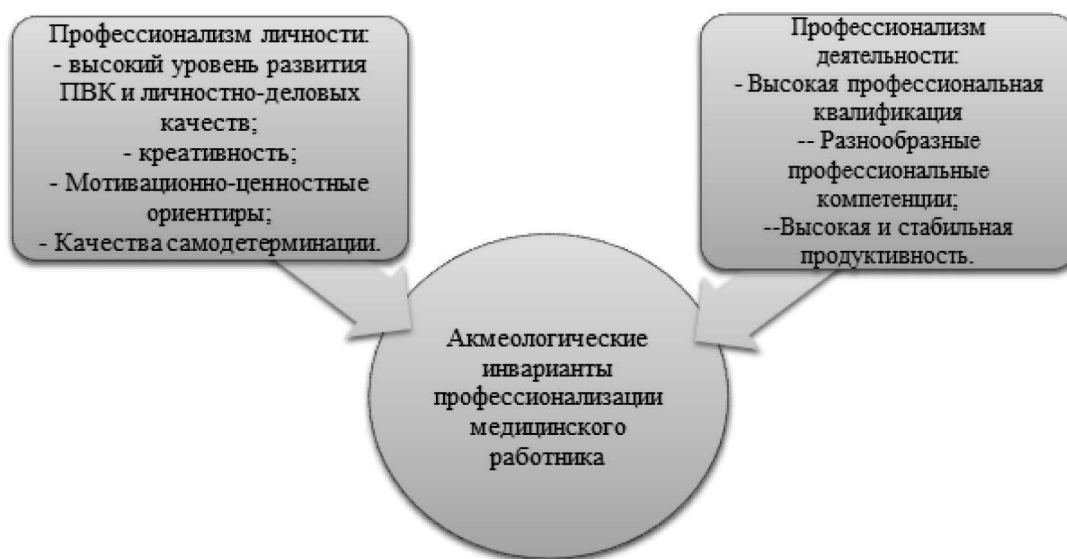 Профессионализм личности:
- высокий уровень развития
ПВК и личностно-деловых
качеств;
- креативность;
- Мотивационно-ценностные
ориентиры;
- Качества самодетерминации.
Профессионализм
деятельности:
- Высокая профессиональная
квалификация
-- Разнообразные
профессиональные
компетенции;
--Высокая и стабильная
продуктивность.
Акмеологические
инварианты
профессионализации
медицинского
работника